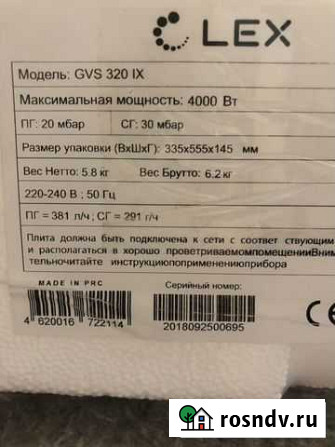 LEX
Модель: GVS 320 IX
Максимальная мощность: 4000 Вт
ПГ: 20 мбар СГ: 30 мбар
Размер упаковки (ВхШхГ): 335х555х145 мм
Вес Нетто: 5.8 кг Вес Брутто: 6.2 кг
220-240 В ; 50 Гц
ПГ = 381 л/ч ; СГ = 291 г/ч
Плита должна быть подключена к сети с соответ ствующим
и располагаться в хорошо проветриваемомпомещенииВним
тельночитайте инструкциюпоприменениюприбора
MADE IN PRC Серийный номер:
4 620016 722114
2018092500695
rosndv.ru